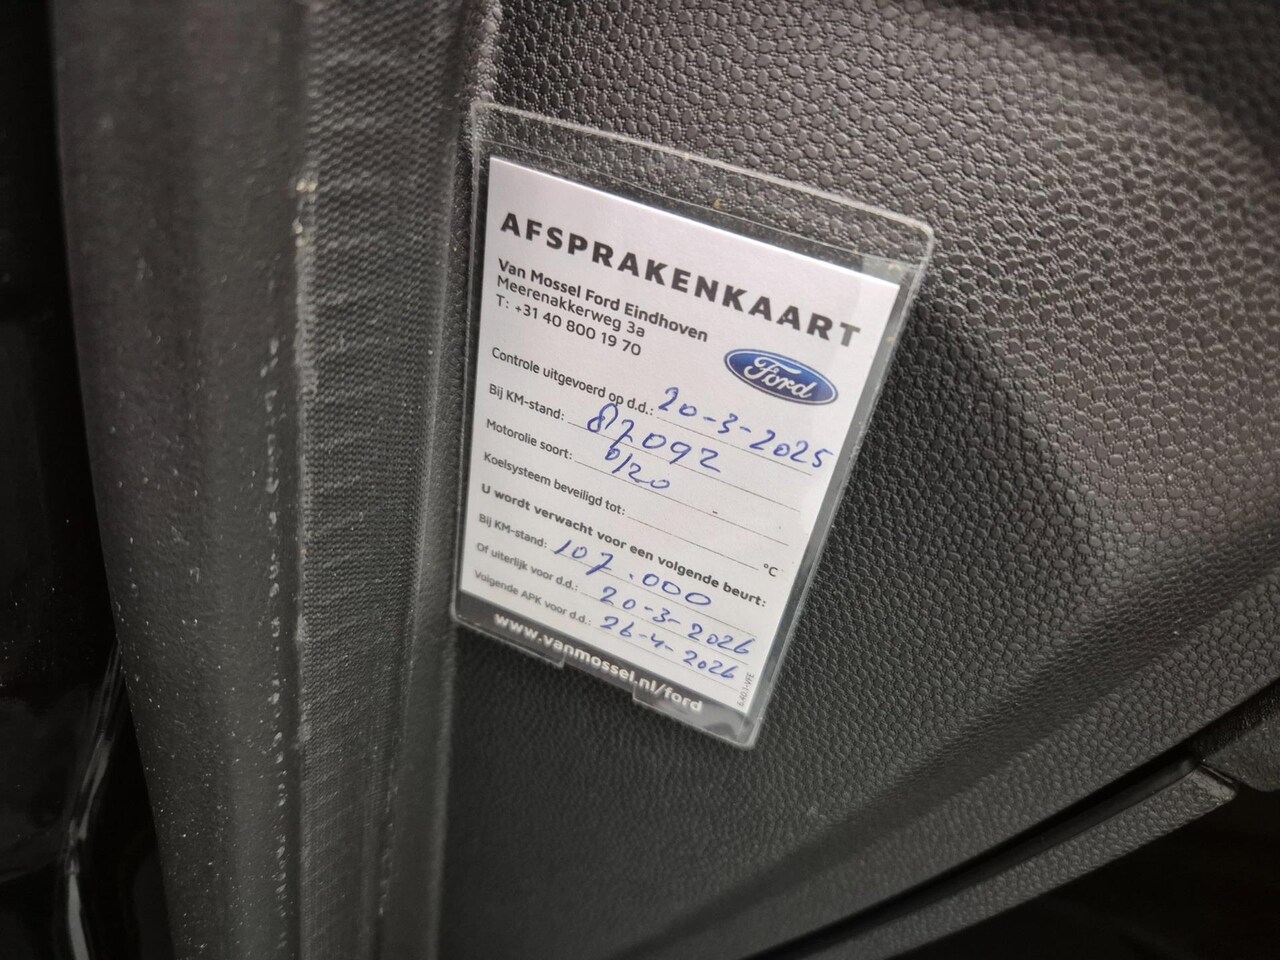 AFSPRAKENKAART
Van Mossel Ford Eindhoven
Meerenakkerweg 3a
T: +31 40 800 19 70
Ford
Controle uitgevoerd op d.d.: 20-3-2025
Bij KM-stand: 87092
Motorolie soort: 0/20
Koelsysteem beveiligd tot: - °C
U wordt verwacht voor een volgende beurt:
Bij KM-stand: 107.000
Of uiterlijk voor d.d.: 20-3-2026
Volgende APK voor d.d.: 26-4-2026
www.vanmossel.nl/ford